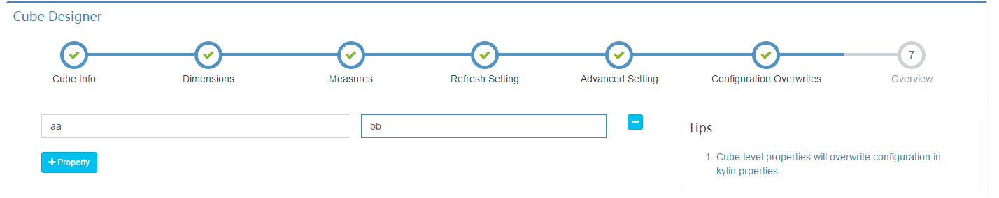 Cube Designer
7
Cube Info Dimensions Measures Refresh Setting Advanced Setting Configuration Overwrites Overview
aa bb
Property
Tips
1. Cube level properties will overwrite configuration in
kylin.prperties